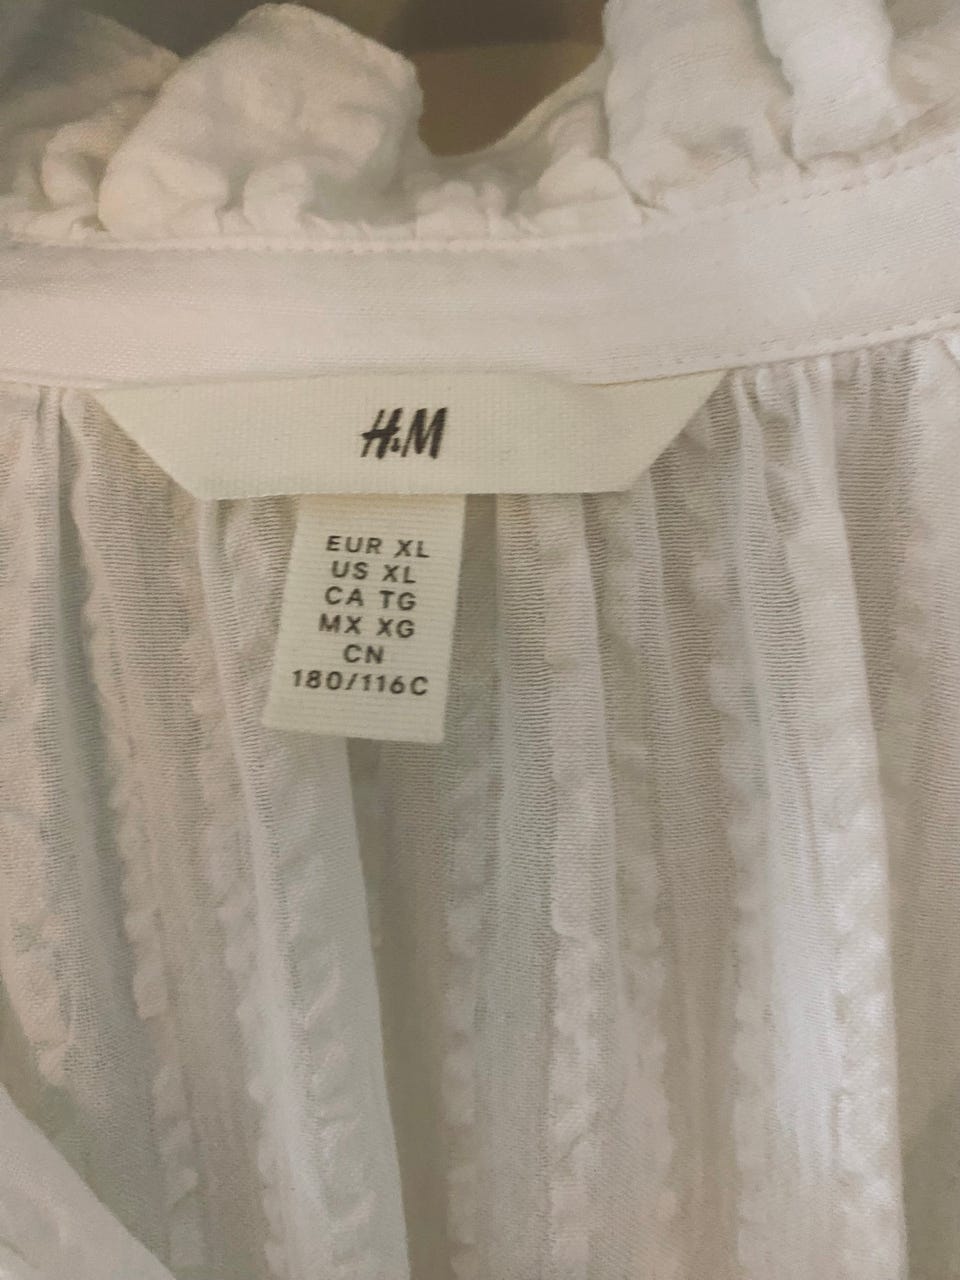 H&M
EUR XL
US XL
CA TG
MX XG
CN
180/116C